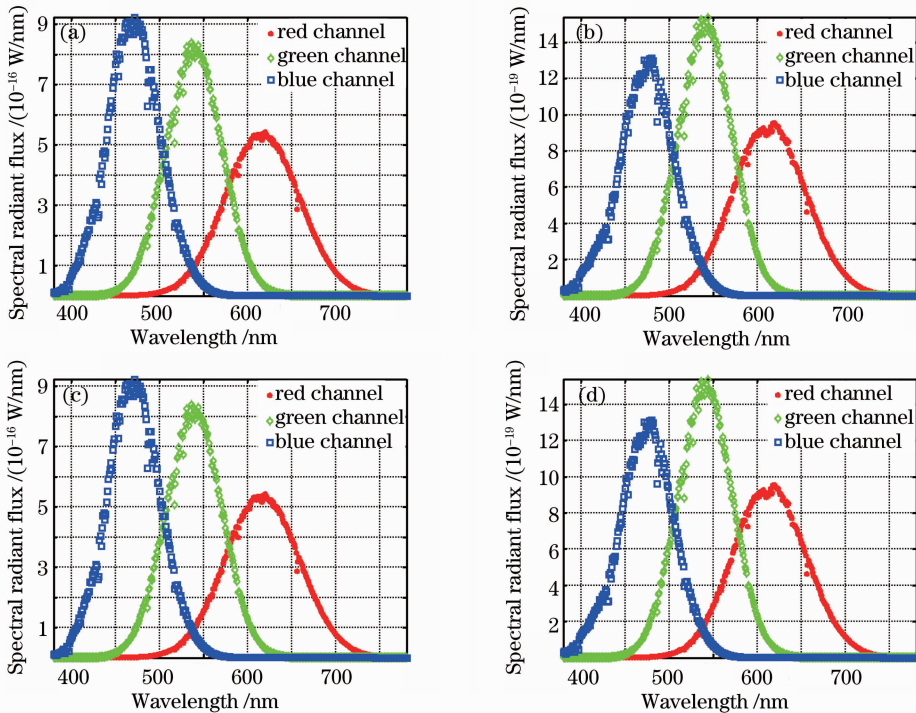 (a)
red channel
green channel
blue channel
Spectral radiant flux /(10⁻¹⁶ W/nm)
9
7
5
3
1
400 500 600 700
Wavelength /nm
(b)
red channel
green channel
blue channel
Spectral radiant flux /(10⁻¹⁹ W/nm)
14
12
10
8
6
4
2
400 500 600 700
Wavelength /nm
(c)
red channel
green channel
blue channel
Spectral radiant flux /(10⁻¹⁶ W/nm)
9
7
5
3
1
400 500 600 700
Wavelength /nm
(d)
red channel
green channel
blue channel
Spectral radiant flux /(10⁻¹⁹ W/nm)
14
12
10
8
6
4
2
400 500 600 700
Wavelength /nm